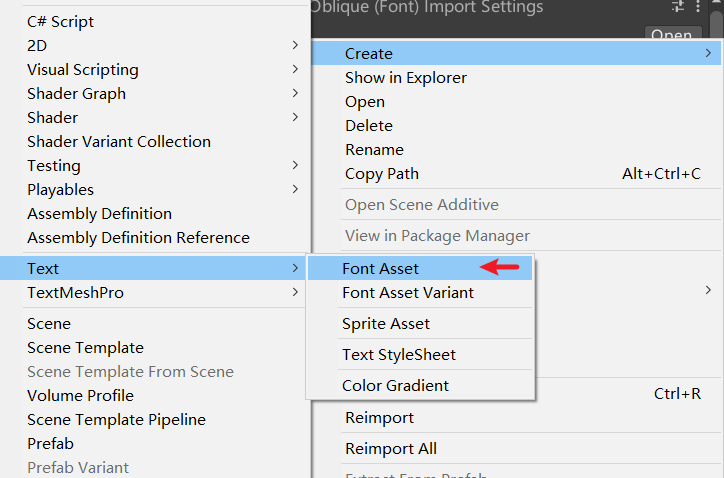 Oblique (Font) Import Settings
Open
C# Script
2D
Visual Scripting
Shader Graph
Shader
Shader Variant Collection
Testing
Playables
Assembly Definition
Assembly Definition Reference
Text
TextMeshPro
Scene
Scene Template
Scene Template From Scene
Volume Profile
Scene Template Pipeline
Prefab
Prefab Variant
Create
Show in Explorer
Open
Delete
Rename
Copy Path Alt+Ctrl+C
Open Scene Additive
View in Package Manager
Font Asset
Font Asset Variant
Sprite Asset
Text StyleSheet
Color Gradient
Ctrl+R
Reimport
Reimport All
Extract From Prefab